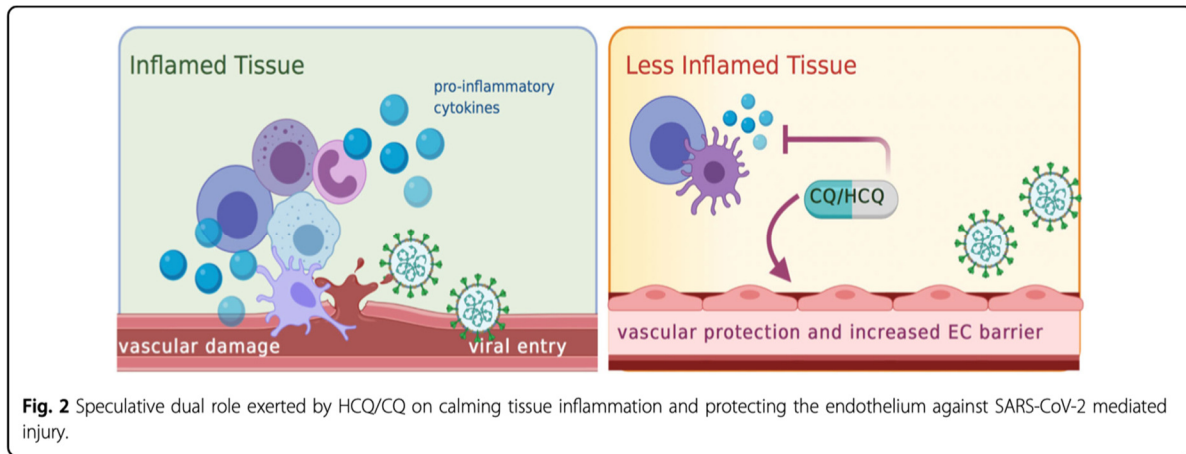 Inflamed Tissue
pro-inflammatory
cytokines
vascular damage
viral entry
Less Inflamed Tissue
CQ/HCQ
vascular protection and increased EC barrier
Fig. 2 Speculative dual role exerted by HCQ/CQ on calming tissue inflammation and protecting the endothelium against SARS-CoV-2 mediated
injury.